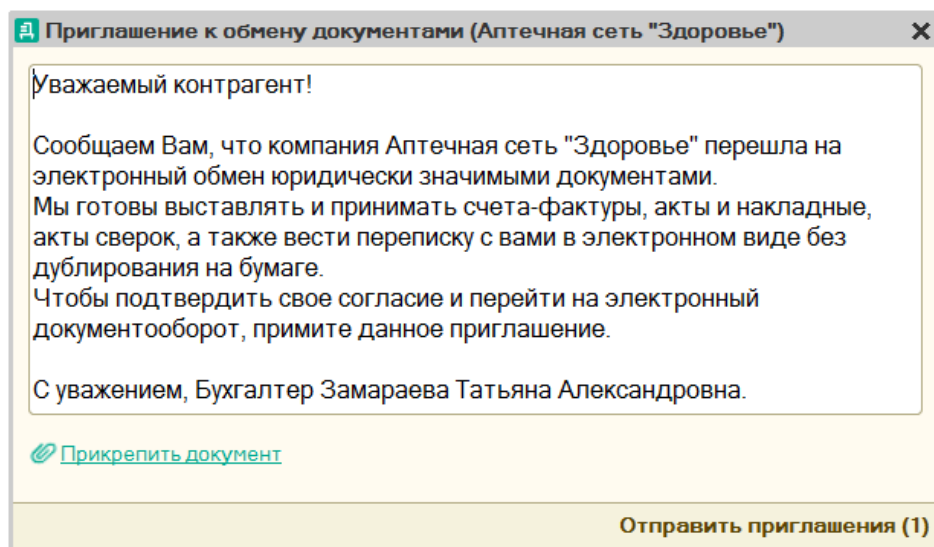 Приглашение к обмену документами (Аптечная сеть "Здоровье")
Уважаемый контрагент!
Сообщаем Вам, что компания Аптечная сеть "Здоровье" перешла на
электронный обмен юридически значимыми документами.
Мы готовы выставлять и принимать счета-фактуры, акты и накладные,
акты сверок, а также вести переписку с вами в электронном виде без
дублирования на бумаге.
Чтобы подтвердить свое согласие и перейти на электронный
документооборот, примите данное приглашение.
С уважением, Бухгалтер Замараева Татьяна Александровна.
Прикрепить документ
Отправить приглашения (1)